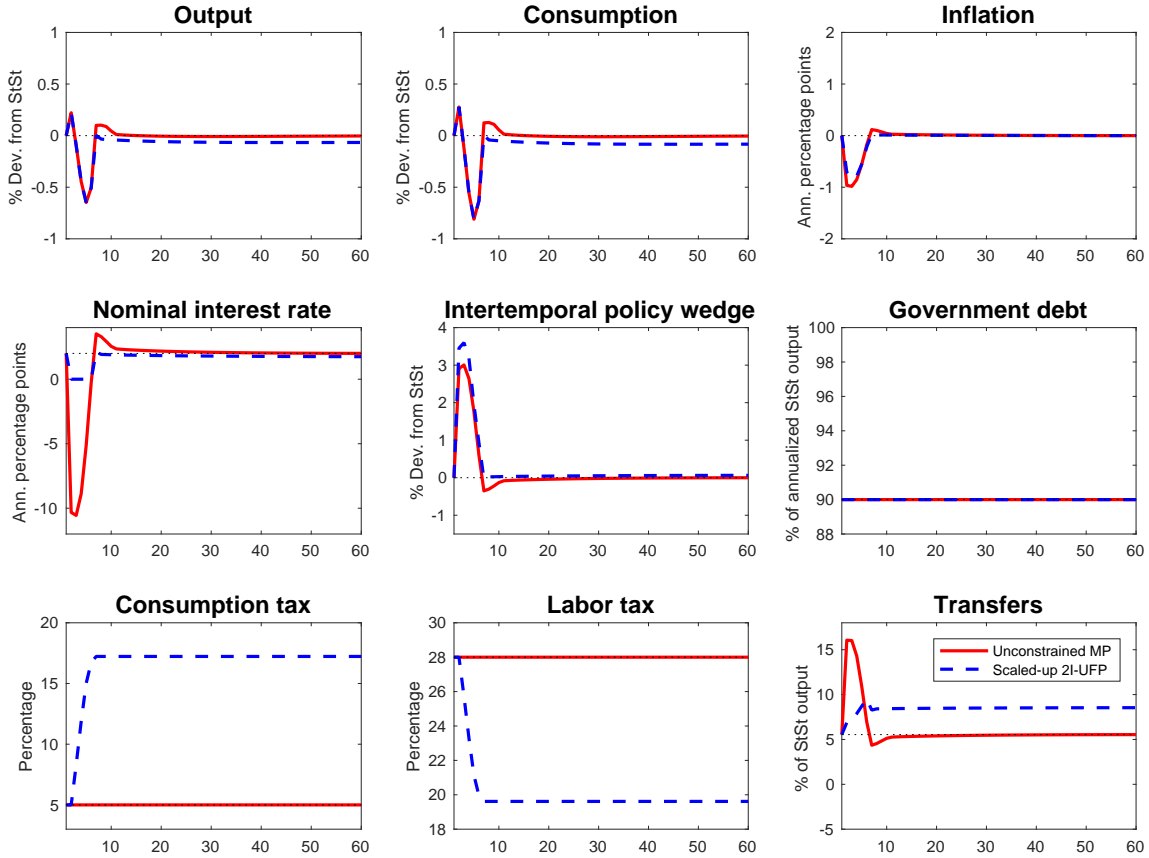 Output
Consumption
Inflation
1
0.5
0
-0.5
-1
% Dev. from StSt
10 20 30 40 50 60
1
0.5
0
-0.5
-1
% Dev. from StSt
10 20 30 40 50 60
2
1
0
-1
-2
Ann. percentage points
10 20 30 40 50 60
Nominal interest rate
Intertemporal policy wedge
Government debt
0
-5
-10
Ann. percentage points
10 20 30 40 50 60
4
3
2
1
0
-1
% Dev. from StSt
10 20 30 40 50 60
100
98
96
94
92
90
88
% of annualized StSt output
10 20 30 40 50 60
Consumption tax
Labor tax
Transfers
20
15
10
5
Percentage
10 20 30 40 50 60
30
28
26
24
22
20
18
Percentage
10 20 30 40 50 60
15
10
5
0
-5
% of StSt output
Unconstrained MP
Scaled-up 2I-UFP
10 20 30 40 50 60